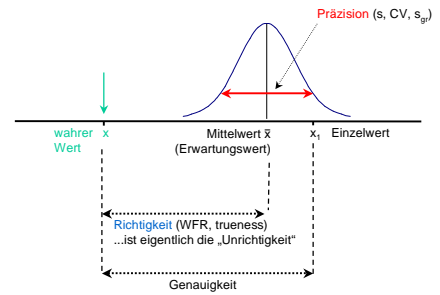 Präzision (s, CV, sgr)
wahrer x Mittelwert x̄ x1 Einzelwert
Wert (Erwartungswert)
Richtigkeit (WFR, trueness)
...ist eigentlich die „Unrichtigkeit“
Genauigkeit